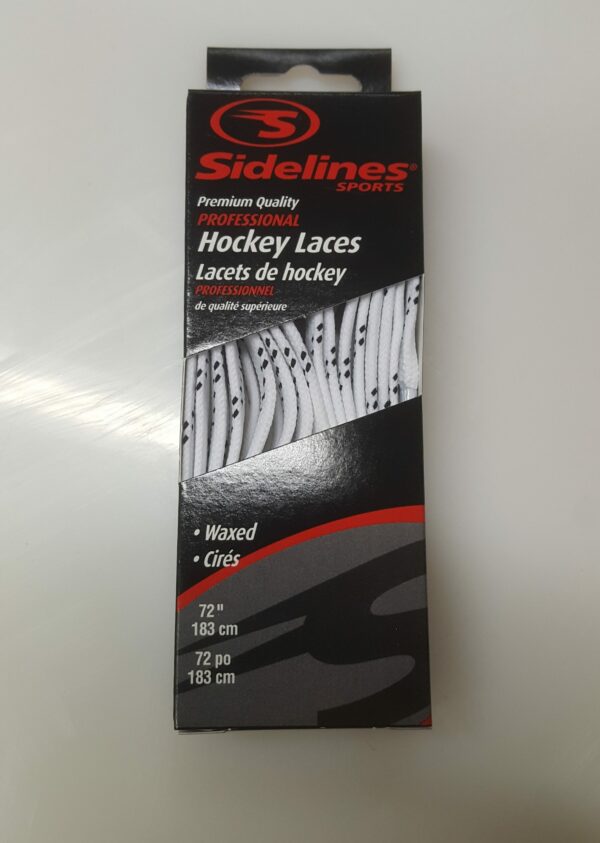 S
Sidelines®
SPORTS
Premium Quality
PROFESSIONAL
Hockey Laces
Lacets de hockey
PROFESSIONNEL
de qualité supérieure
• Waxed
• Cirés
72"
183 cm
72 po
183 cm